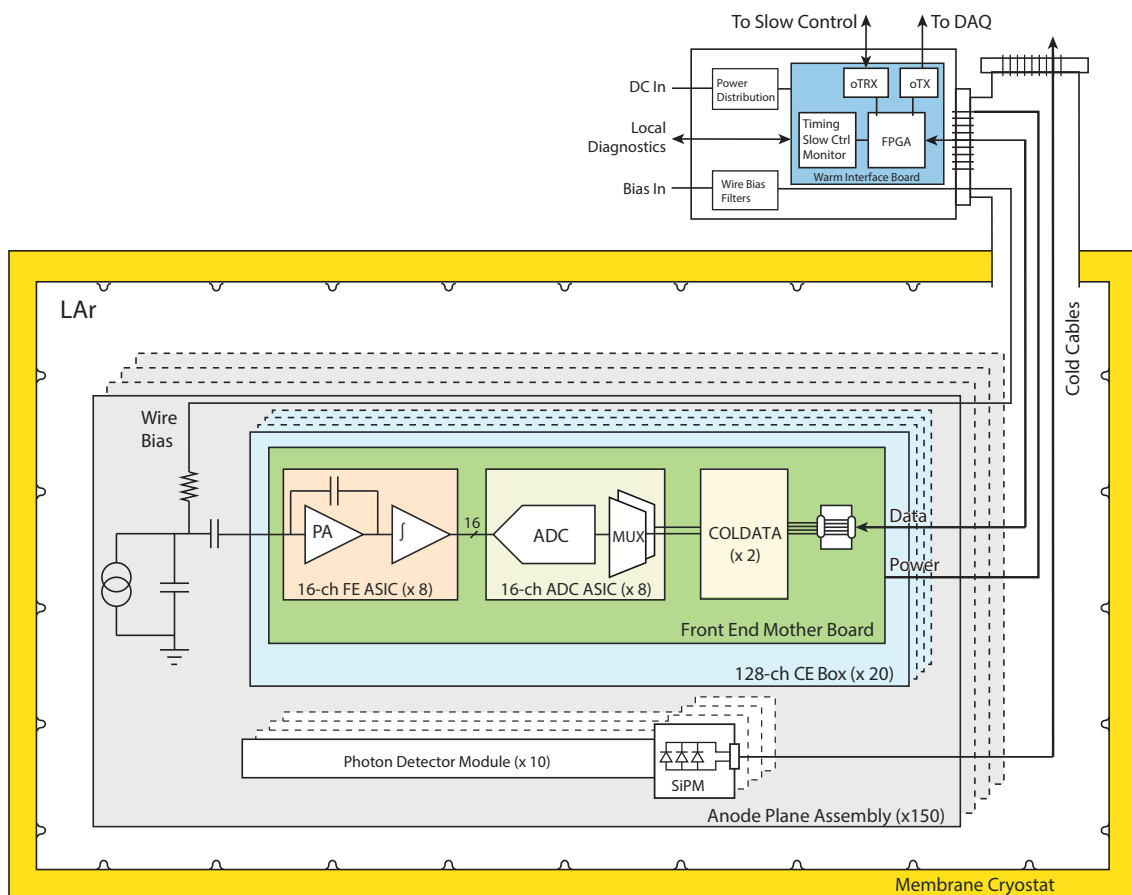 To Slow Control
To DAQ
DC In
Power
Distribution
oTRX
oTX
Local
Diagnostics
Timing
Slow Ctrl
Monitor
FPGA
Warm Interface Board
Bias In
Wire Bias
Filters
LAr
Cold Cables
Wire
Bias
PA
∫
16
ADC
MUX
COLDATA
(x 2)
Data
Power
16-ch FE ASIC (x 8)
16-ch ADC ASIC (x 8)
Front End Mother Board
128-ch CE Box (x 20)
Photon Detector Module (x 10)
SiPM
Anode Plane Assembly (x150)
Membrane Cryostat